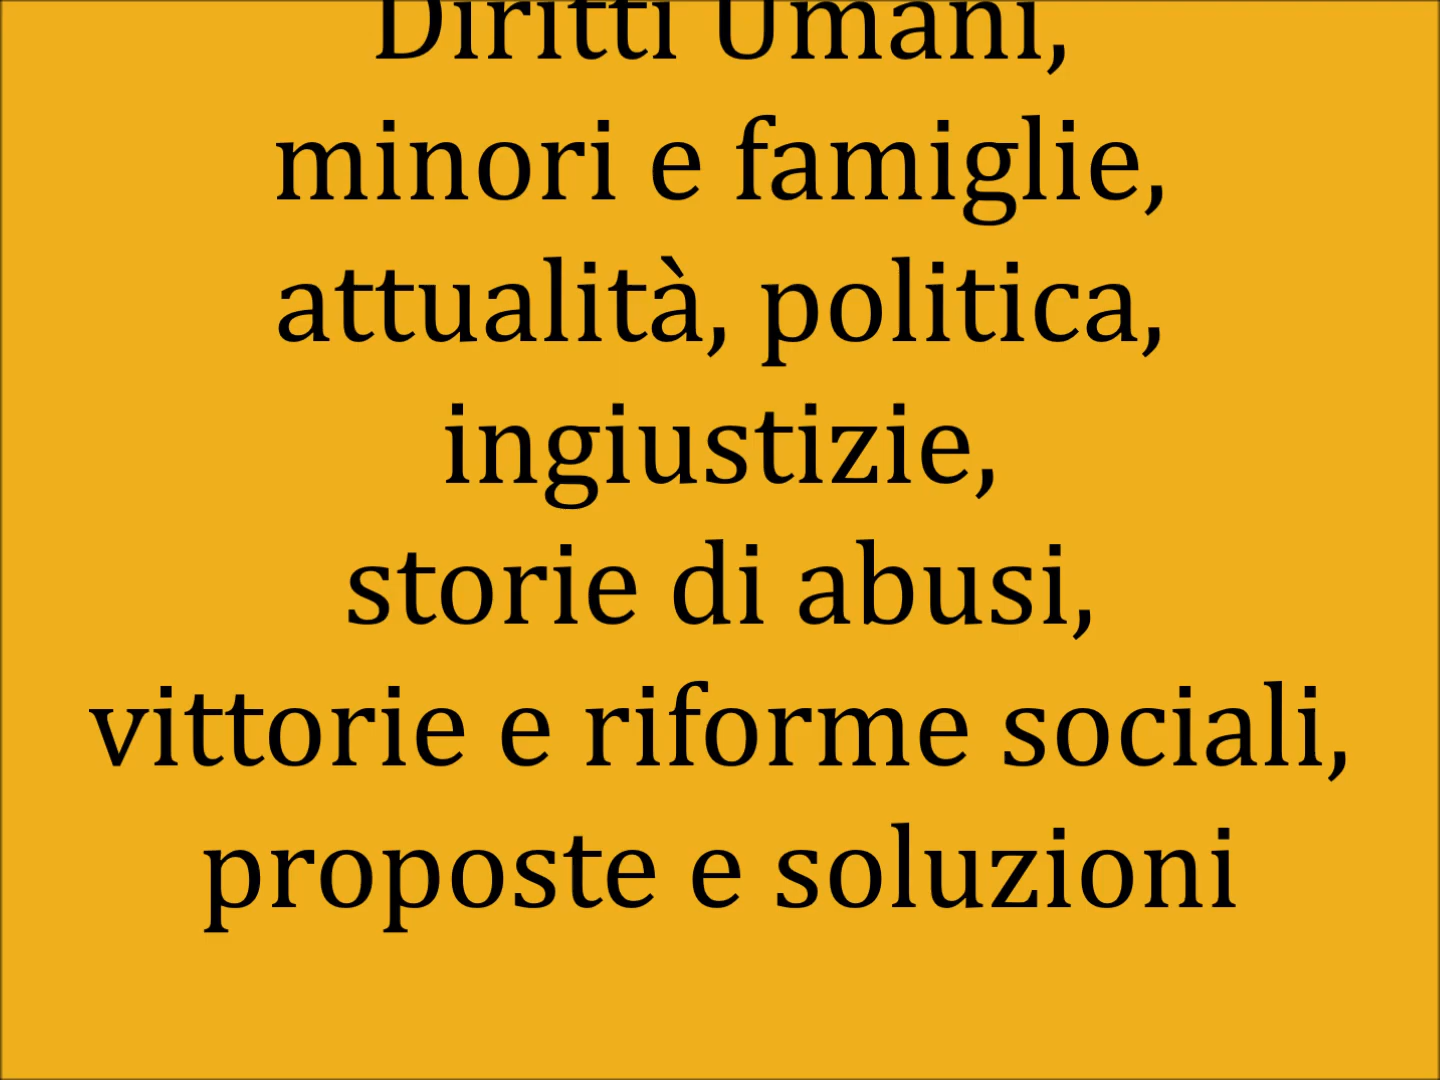 Diritti Umani,
minori e famiglie,
attualità, politica,
ingiustizie,
storie di abusi,
vittorie e riforme sociali,
proposte e soluzioni